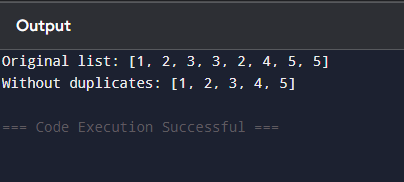 Output
Original list: [1, 2, 3, 3, 2, 4, 5, 5]
Without duplicates: [1, 2, 3, 4, 5]
=== Code Execution Successful ===